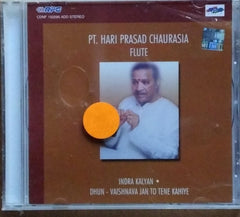 PT. HARI PRASAD CHAURASIA
FLUTE
INDRA KALYAN •
DHUN - VAISHNAVA JAN TO TENE KAHIYE